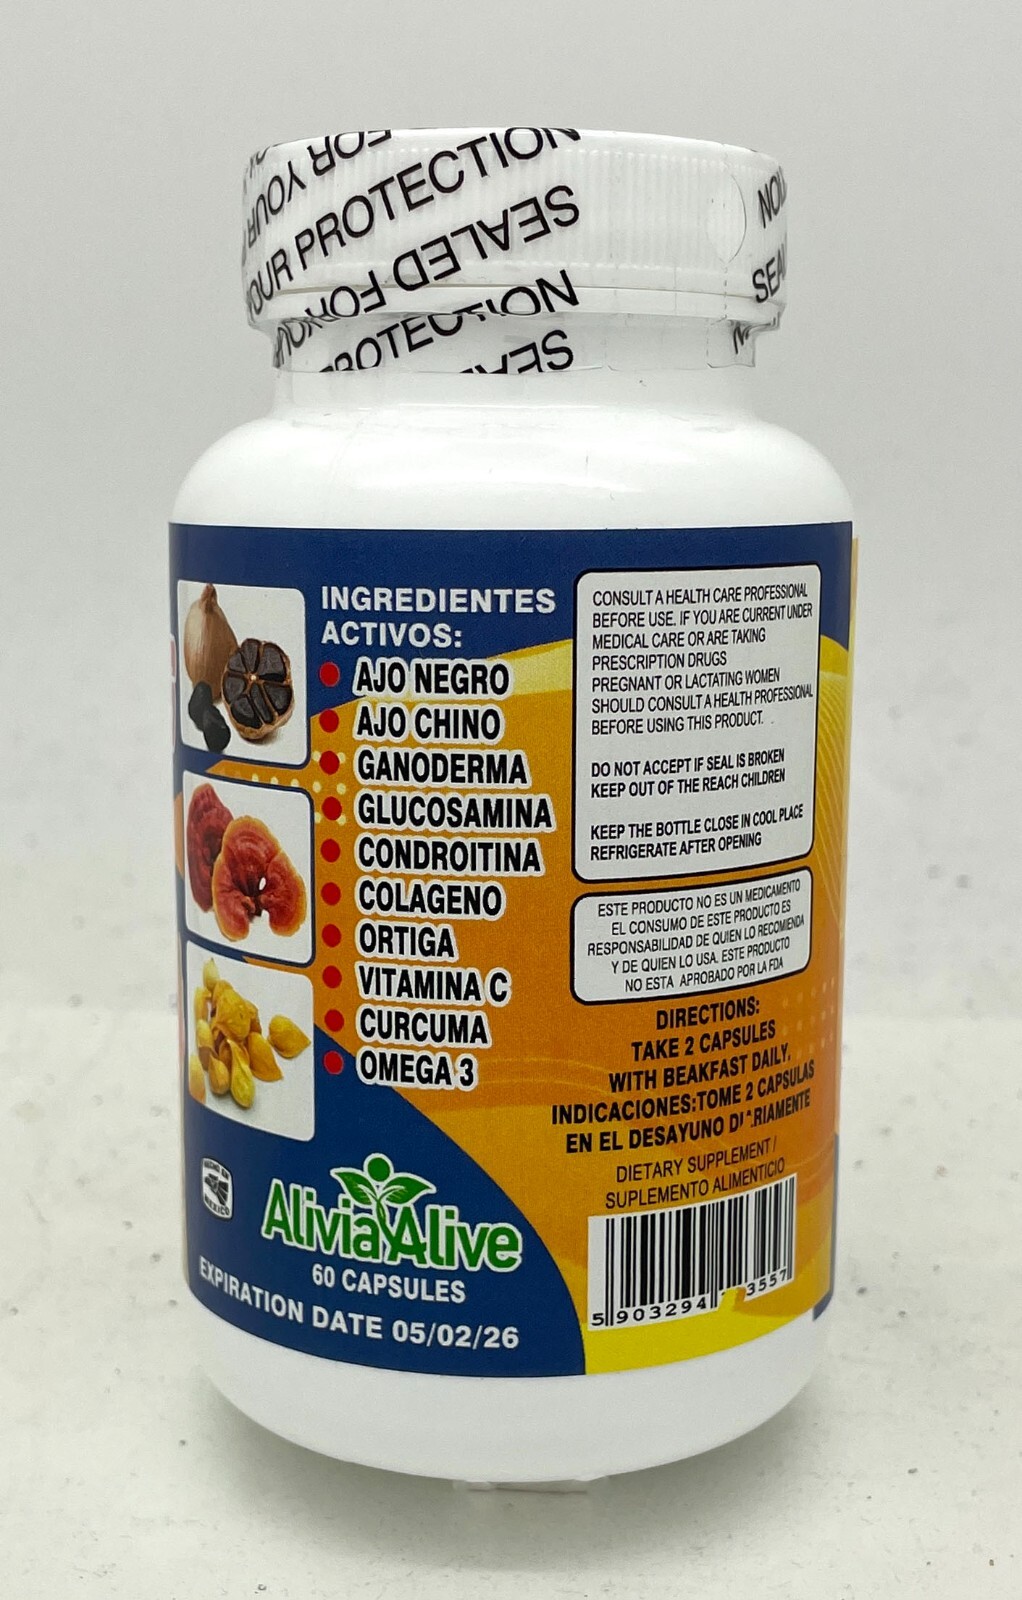 FOR YOUR
YOUR PROTECTION
SEALED FOR
PROTECTION
SEALED
INGREDIENTES
ACTIVOS:
AJO NEGRO
AJO CHINO
GANODERMA
GLUCOSAMINA
CONDROITINA
COLAGENO
ORTIGA
VITAMINA C
CURCUMA
OMEGA 3
HECHO EN
MEXICO
AliviaAlive
60 CAPSULES
EXPIRATION DATE 05/02/26
CONSULT A HEALTH CARE PROFESSIONAL
BEFORE USE. IF YOU ARE CURRENT UNDER
MEDICAL CARE OR ARE TAKING
PRESCRIPTION DRUGS
PREGNANT OR LACTATING WOMEN
SHOULD CONSULT A HEALTH PROFESSIONAL
BEFORE USING THIS PRODUCT.
DO NOT ACCEPT IF SEAL IS BROKEN
KEEP OUT OF THE REACH CHILDREN
KEEP THE BOTTLE CLOSE IN COOL PLACE
REFRIGERATE AFTER OPENING
ESTE PRODUCTO NO ES UN MEDICAMENTO
EL CONSUMO DE ESTE PRODUCTO ES
RESPONSABILIDAD DE QUIEN LO RECOMIENDA
Y DE QUIEN LO USA. ESTE PRODUCTO
NO ESTA APROBADO POR LA FDA
DIRECTIONS:
TAKE 2 CAPSULES
WITH BEAKFAST DAILY.
INDICACIONES:TOME 2 CAPSULAS
EN EL DESAYUNO DIARIAMENTE
DIETARY SUPPLEMENT /
SUPLEMENTO ALIMENTICIO
5 903294 3557